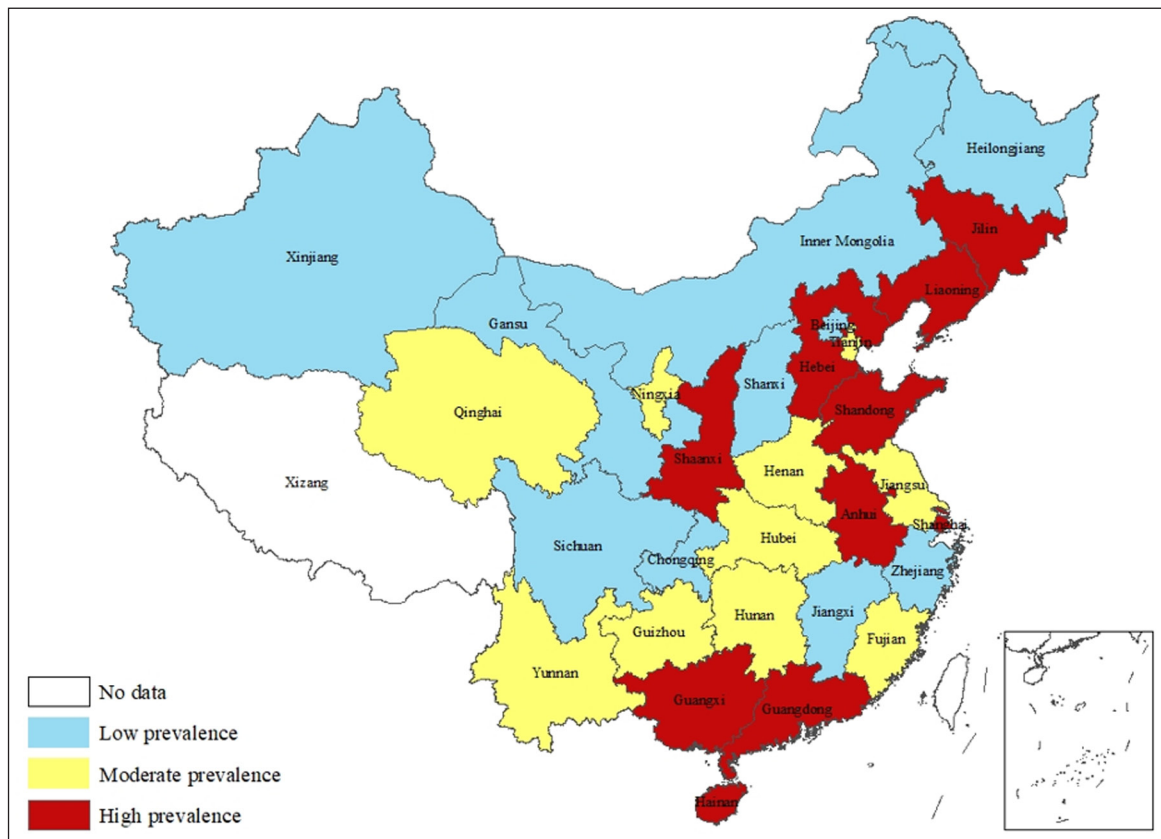 Heilongjiang
Jilin
Inner Mongolia
Xinjiang
Liaoning
Gansu
Beijing
Tianjin
Hebei
Shanxi
Ningxia
Qinghai
Shandong
Shaanxi
Henan
Xizang
Jiangsu
Anhui
Shanghai
Hubei
Sichuan
Chongqing
Zhejiang
Jiangxi
Hunan
Guizhou
Fujian
Yunnan
Guangxi
Guangdong
Hainan
No data
Low prevalence
Moderate prevalence
High prevalence